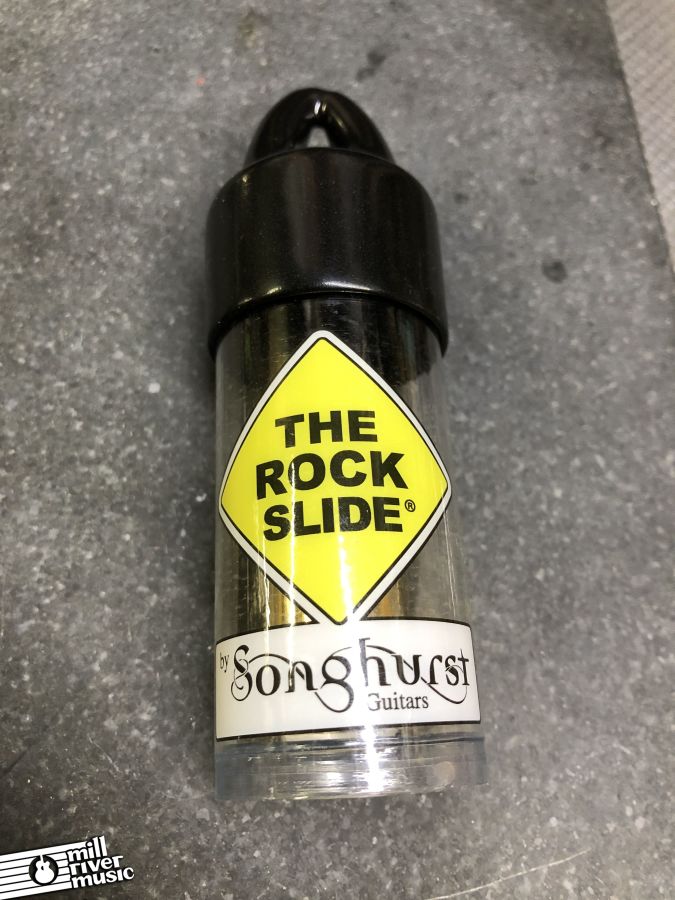 THE
ROCK
SLIDE®
by Songhurst
Guitars
mill
river
music